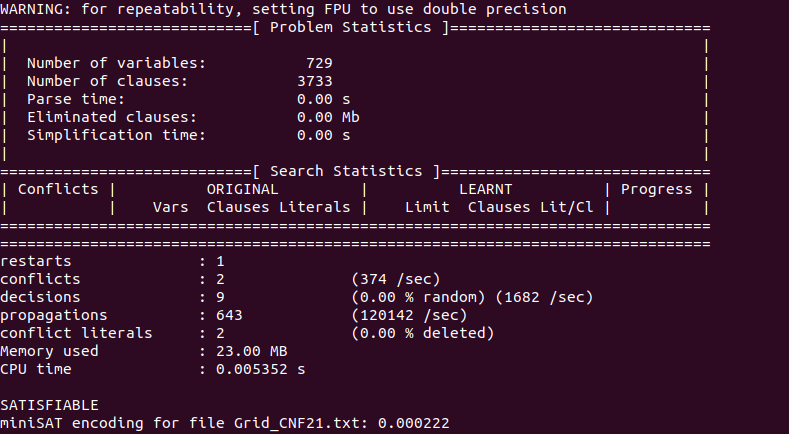 WARNING: for repeatability, setting FPU to use double precision
============================[ Problem Statistics ]=============================
|                                                                             |
|  Number of variables:           729                                         |
|  Number of clauses:            3733                                         |
|  Parse time:                   0.00 s                                       |
|  Eliminated clauses:           0.00 Mb                                      |
|  Simplification time:          0.00 s                                       |
|                                                                             |
============================[ Search Statistics ]==============================
| Conflicts |          ORIGINAL         |          LEARNT          | Progress |
|           |    Vars  Clauses Literals |    Limit  Clauses Lit/Cl |          |
===============================================================================
===============================================================================
restarts              : 1
conflicts             : 2              (374 /sec)
decisions             : 9              (0.00 % random) (1682 /sec)
propagations          : 643            (120142 /sec)
conflict literals     : 2              (0.00 % deleted)
Memory used           : 23.00 MB
CPU time              : 0.005352 s

SATISFIABLE
miniSAT encoding for file Grid_CNF21.txt: 0.000222